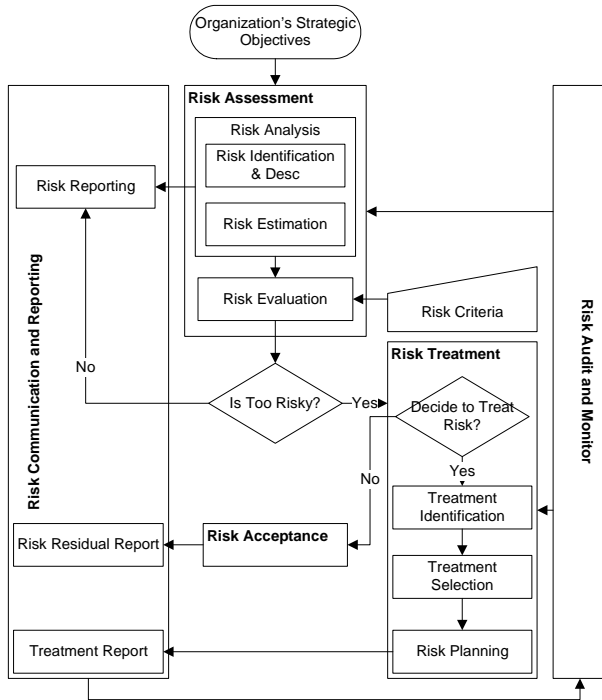 Organization's Strategic
Objectives
Risk Assessment
Risk Analysis
Risk Identification
& Desc
Risk Reporting
Risk Estimation
Risk Evaluation
Risk Criteria
Risk Communication and Reporting
Risk Audit and Monitor
Risk Treatment
No
Is Too Risky?
Yes
Decide to Treat
Risk?
Yes
No
Treatment
Identification
Risk Residual Report
Risk Acceptance
Treatment
Selection
Treatment Report
Risk Planning